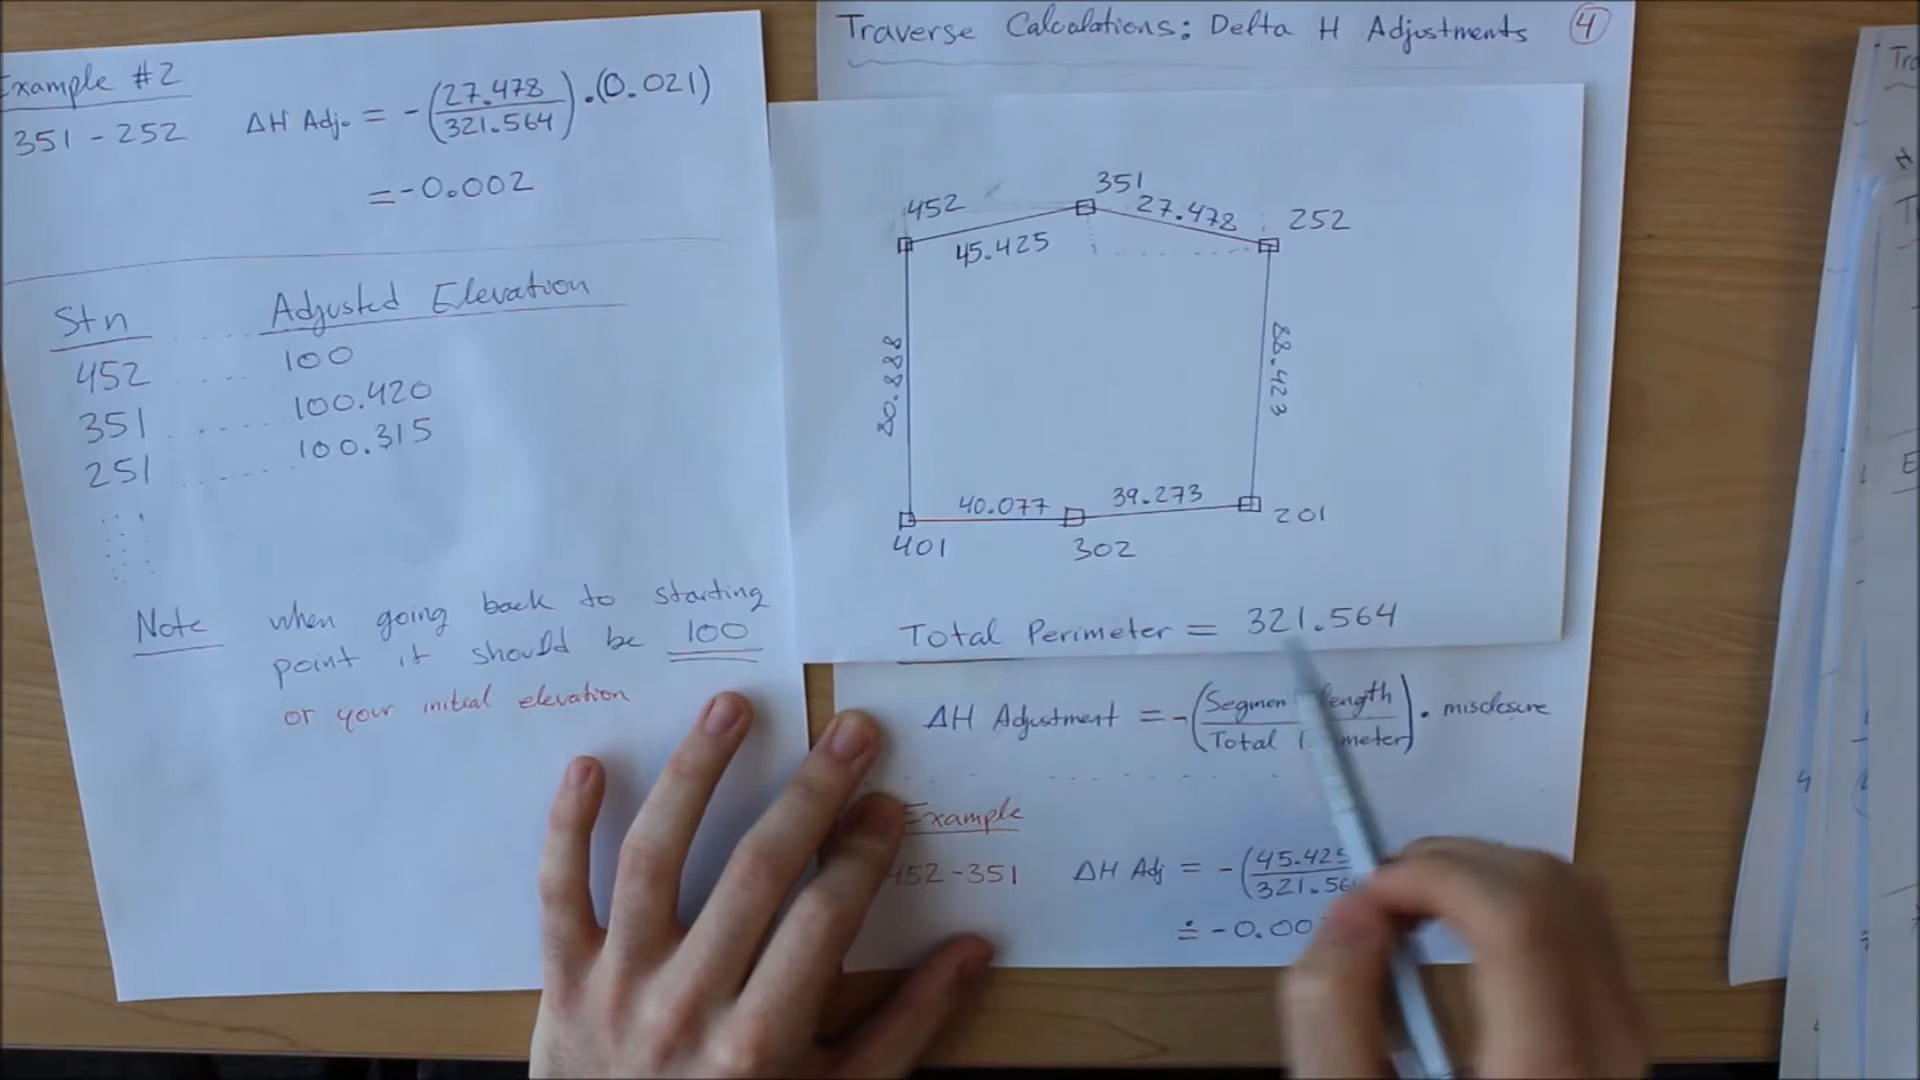 Example #2
351 - 252
ΔH Adj. = -(27.478/321.564).(0.021)
= -0.002
Stn Adjusted Elevation
452 100
351 100.420
251 100.315
Note when going back to starting
point it should be 100
or your initial elevation
Traverse Calculations: Delta H Adjustments 4
452
351
252
45.425
27.478
80.888
88.423
40.077
39.273
401
302
201
Total Perimeter = 321.564
ΔH Adjustment = -(Segmen length/Total meter). misclosure
Example
452-351 ΔH Adj = -(45.425/321.56
≐ -0.00